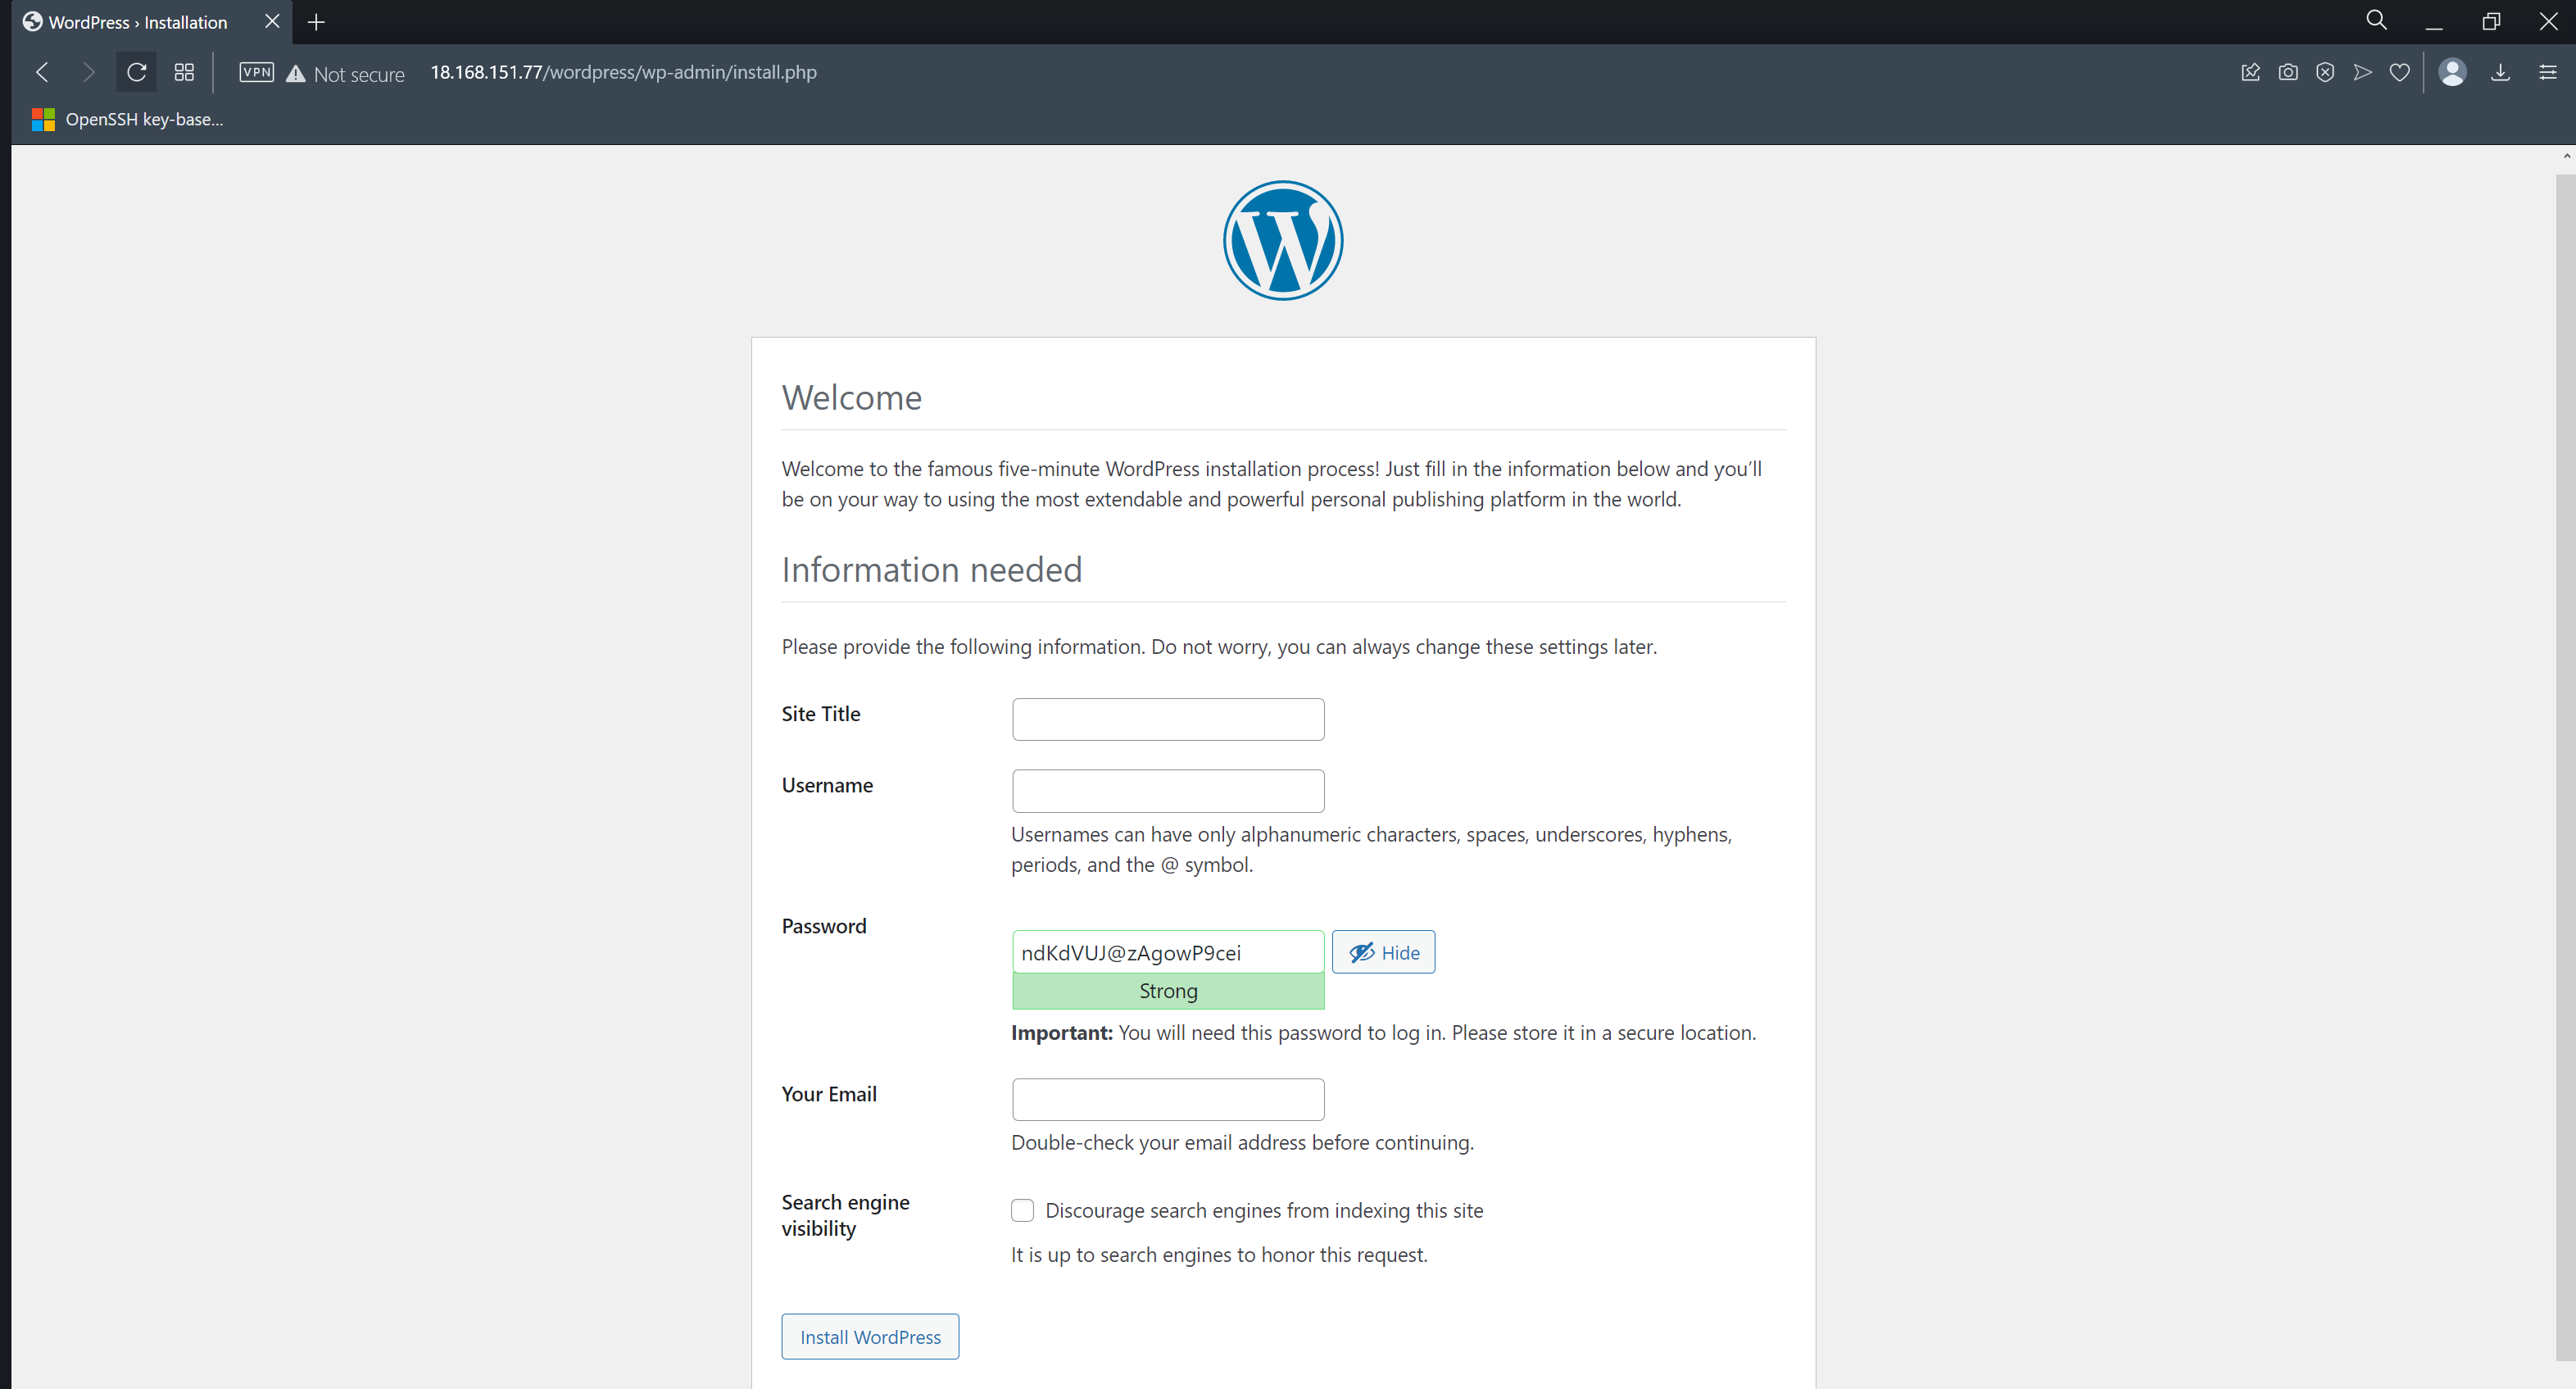 WordPress › Installation
VPN
Not secure
18.168.151.77/wordpress/wp-admin/install.php
OpenSSH key-base...
Welcome
Welcome to the famous five-minute WordPress installation process! Just fill in the information below and you’ll
be on your way to using the most extendable and powerful personal publishing platform in the world.
Information needed
Please provide the following information. Do not worry, you can always change these settings later.
Site Title
Username
Usernames can have only alphanumeric characters, spaces, underscores, hyphens,
periods, and the @ symbol.
Password
ndKdVUJ@zAgowP9cei
Hide
Strong
Important: You will need this password to log in. Please store it in a secure location.
Your Email
Double-check your email address before continuing.
Search engine
visibility
Discourage search engines from indexing this site
It is up to search engines to honor this request.
Install WordPress